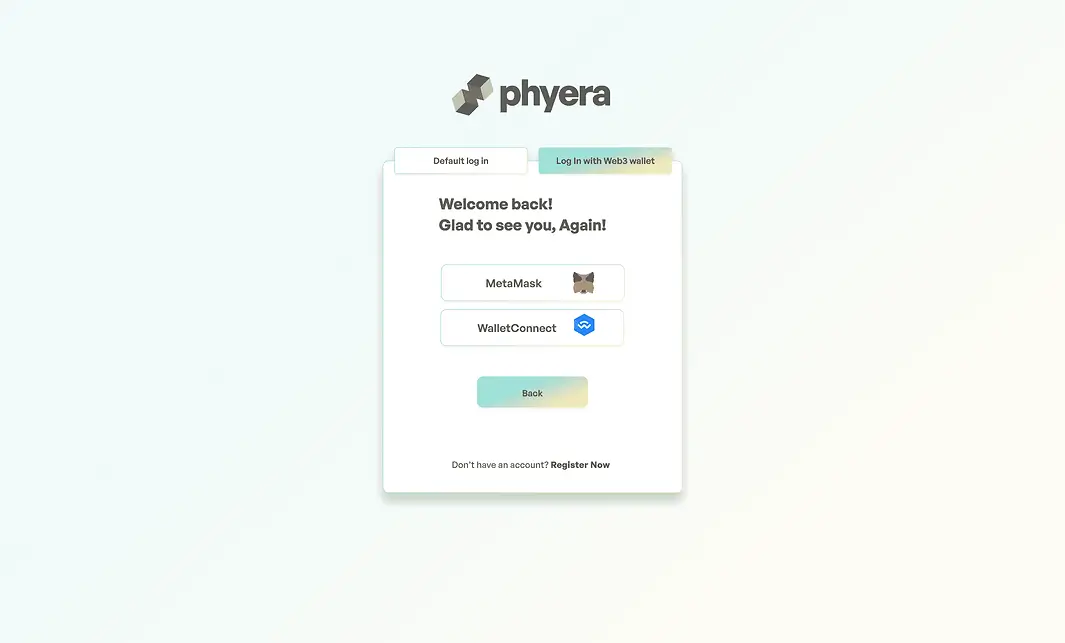 phyera
Default log in
Log In with Web3 wallet
Welcome back!
Glad to see you, Again!
MetaMask
WalletConnect
Back
Don't have an account? Register Now